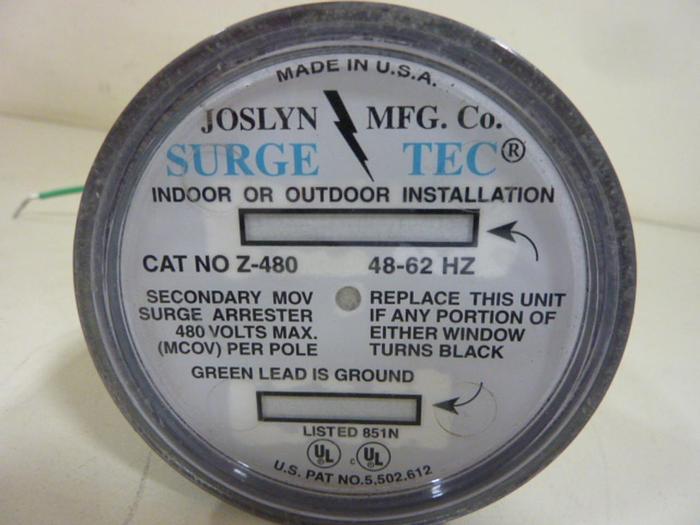 MADE IN U.S.A.
JOSLYN MFG. Co.
SURGE TEC®
INDOOR OR OUTDOOR INSTALLATION
CAT NO Z-480 48-62 HZ
SECONDARY MOV
SURGE ARRESTER
480 VOLTS MAX.
(MCOV) PER POLE
REPLACE THIS UNIT
IF ANY PORTION OF
EITHER WINDOW
TURNS BLACK
GREEN LEAD IS GROUND
LISTED 851N
UL c UL
U.S. PAT NO.5,502,612